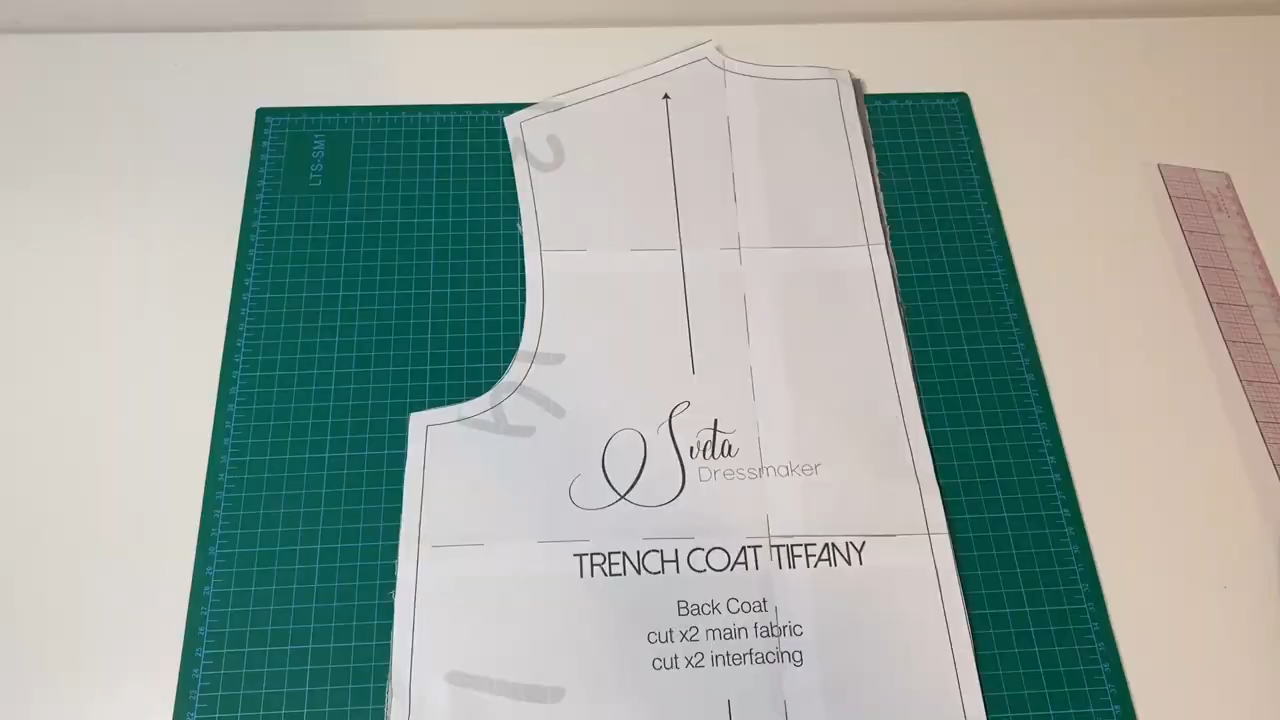 LTS-SM1
Sveta
Dressmaker
TRENCH COAT TIFFANY
Back Coat
cut x2 main fabric
cut x2 interfacing